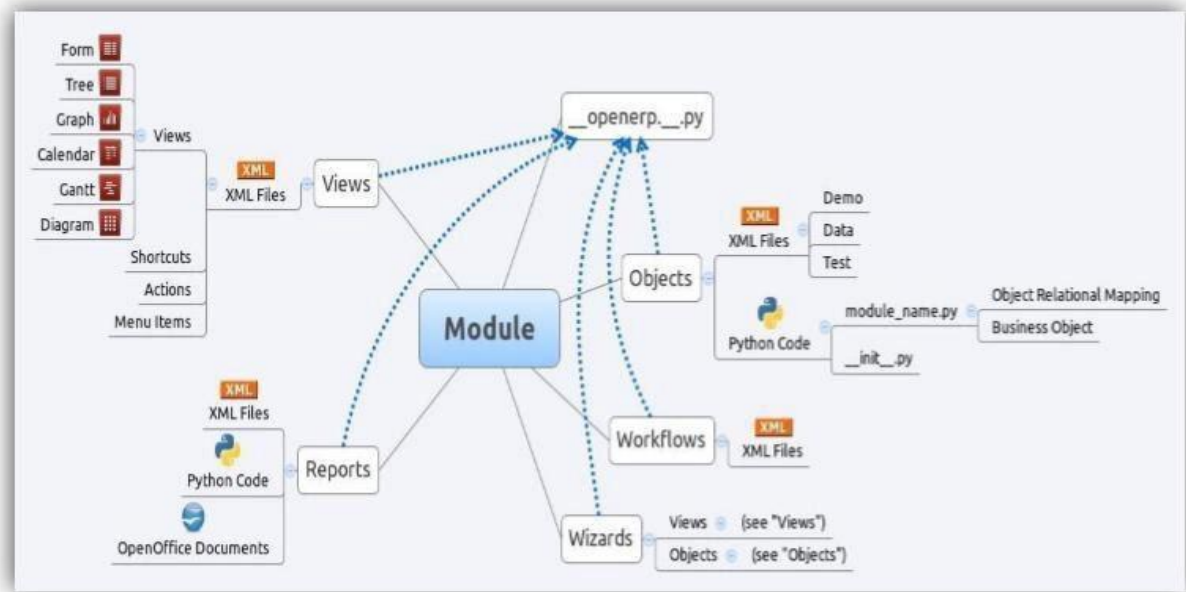 Form
Tree
Graph
Calendar
Gantt
Diagram
Views
XML
XML Files
Shortcuts
Actions
Menu Items
Views
__openerp.__.py
Module
Objects
XML
XML Files
Demo
Data
Test
Python Code
module_name.py
Object Relational Mapping
Business Object
__init__.py
XML
XML Files
Python Code
OpenOffice Documents
Reports
Workflows
XML
XML Files
Wizards
Views
(see "Views")
Objects
(see "Objects")